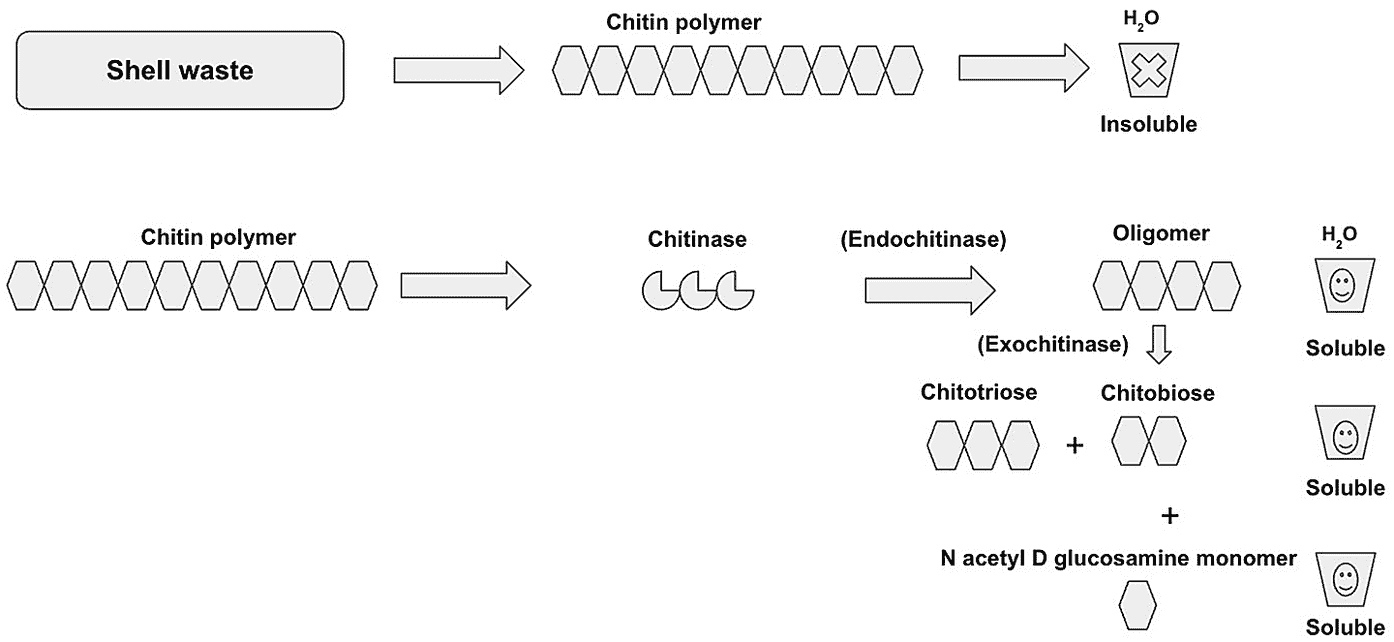 Chitin polymer
H₂O
Shell waste
Insoluble
Chitin polymer
Chitinase
(Endochitinase)
Oligomer
H₂O
(Exochitinase)
Soluble
Chitotriose
Chitobiose
+
Soluble
+
N acetyl D glucosamine monomer
Soluble